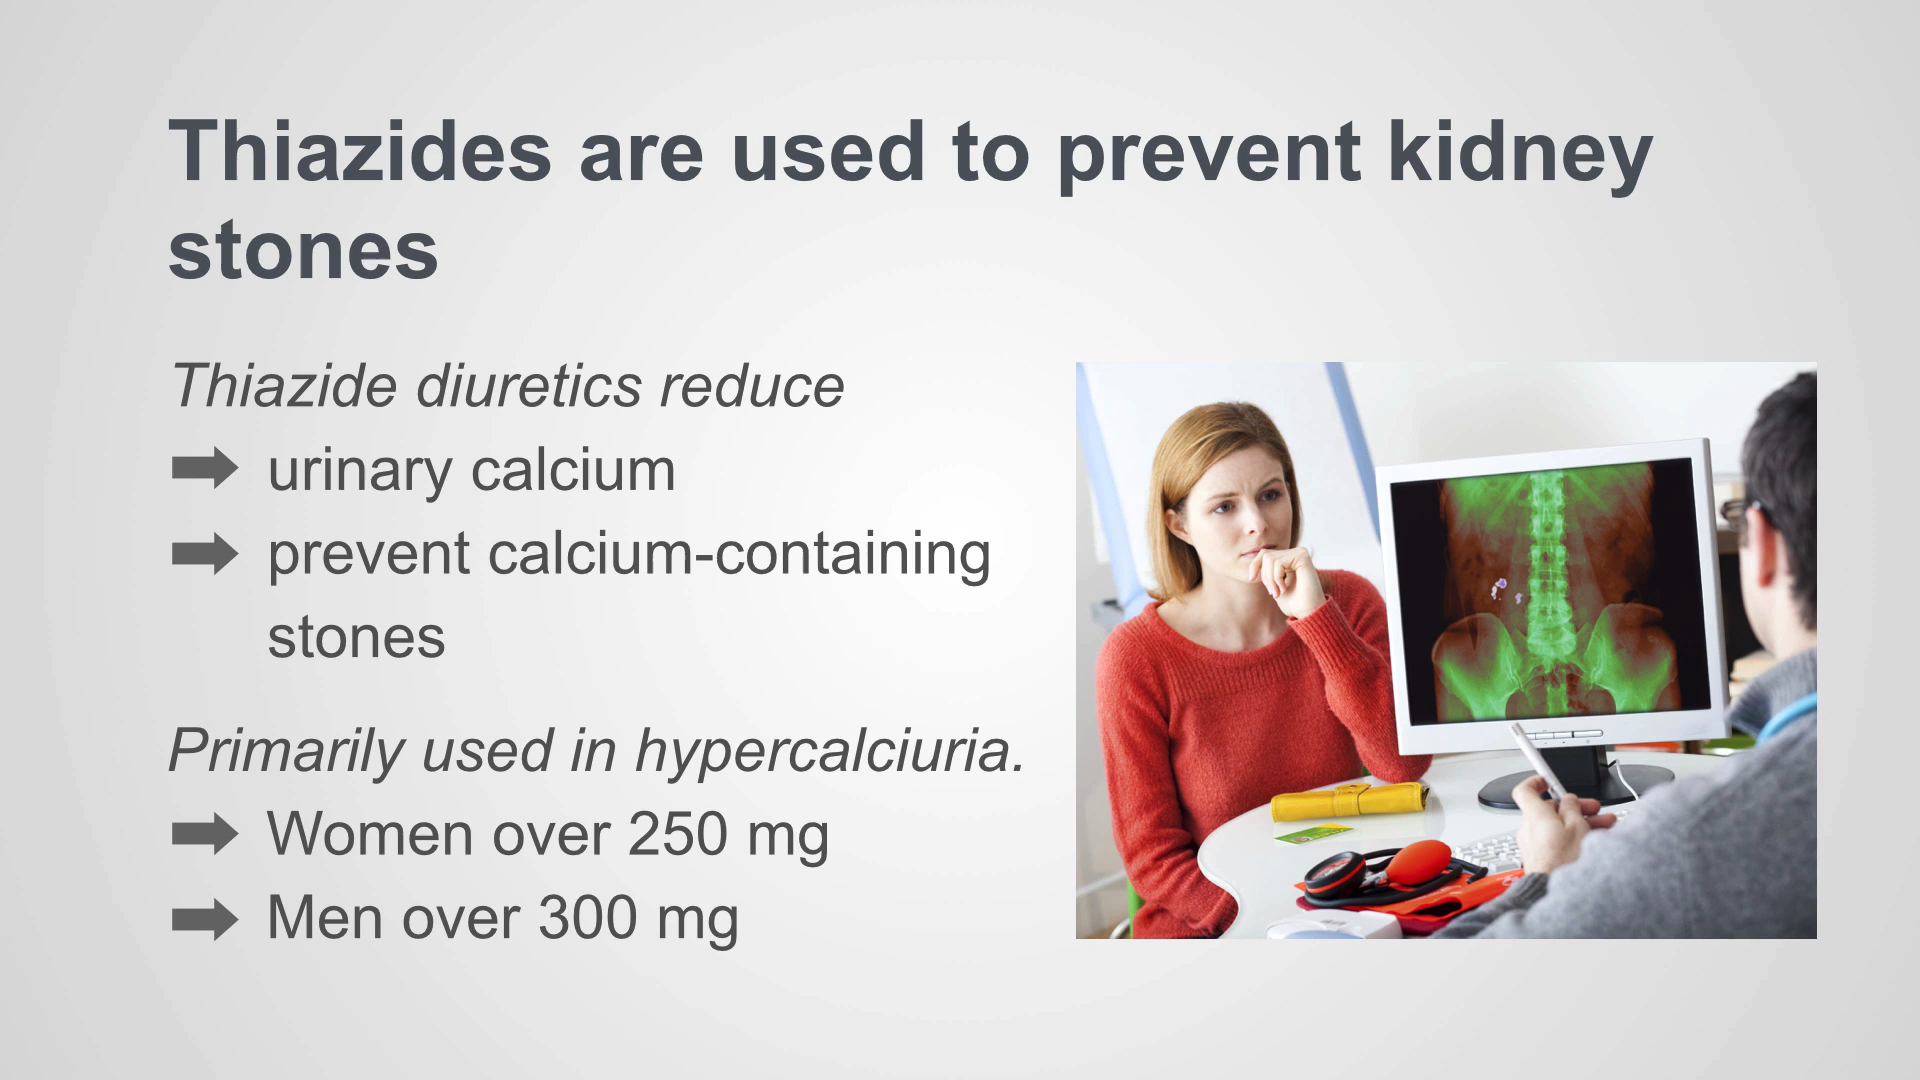 Thiazides are used to prevent kidney
stones
Thiazide diuretics reduce
urinary calcium
prevent calcium-containing
stones
Primarily used in hypercalciuria.
Women over 250 mg
Men over 300 mg